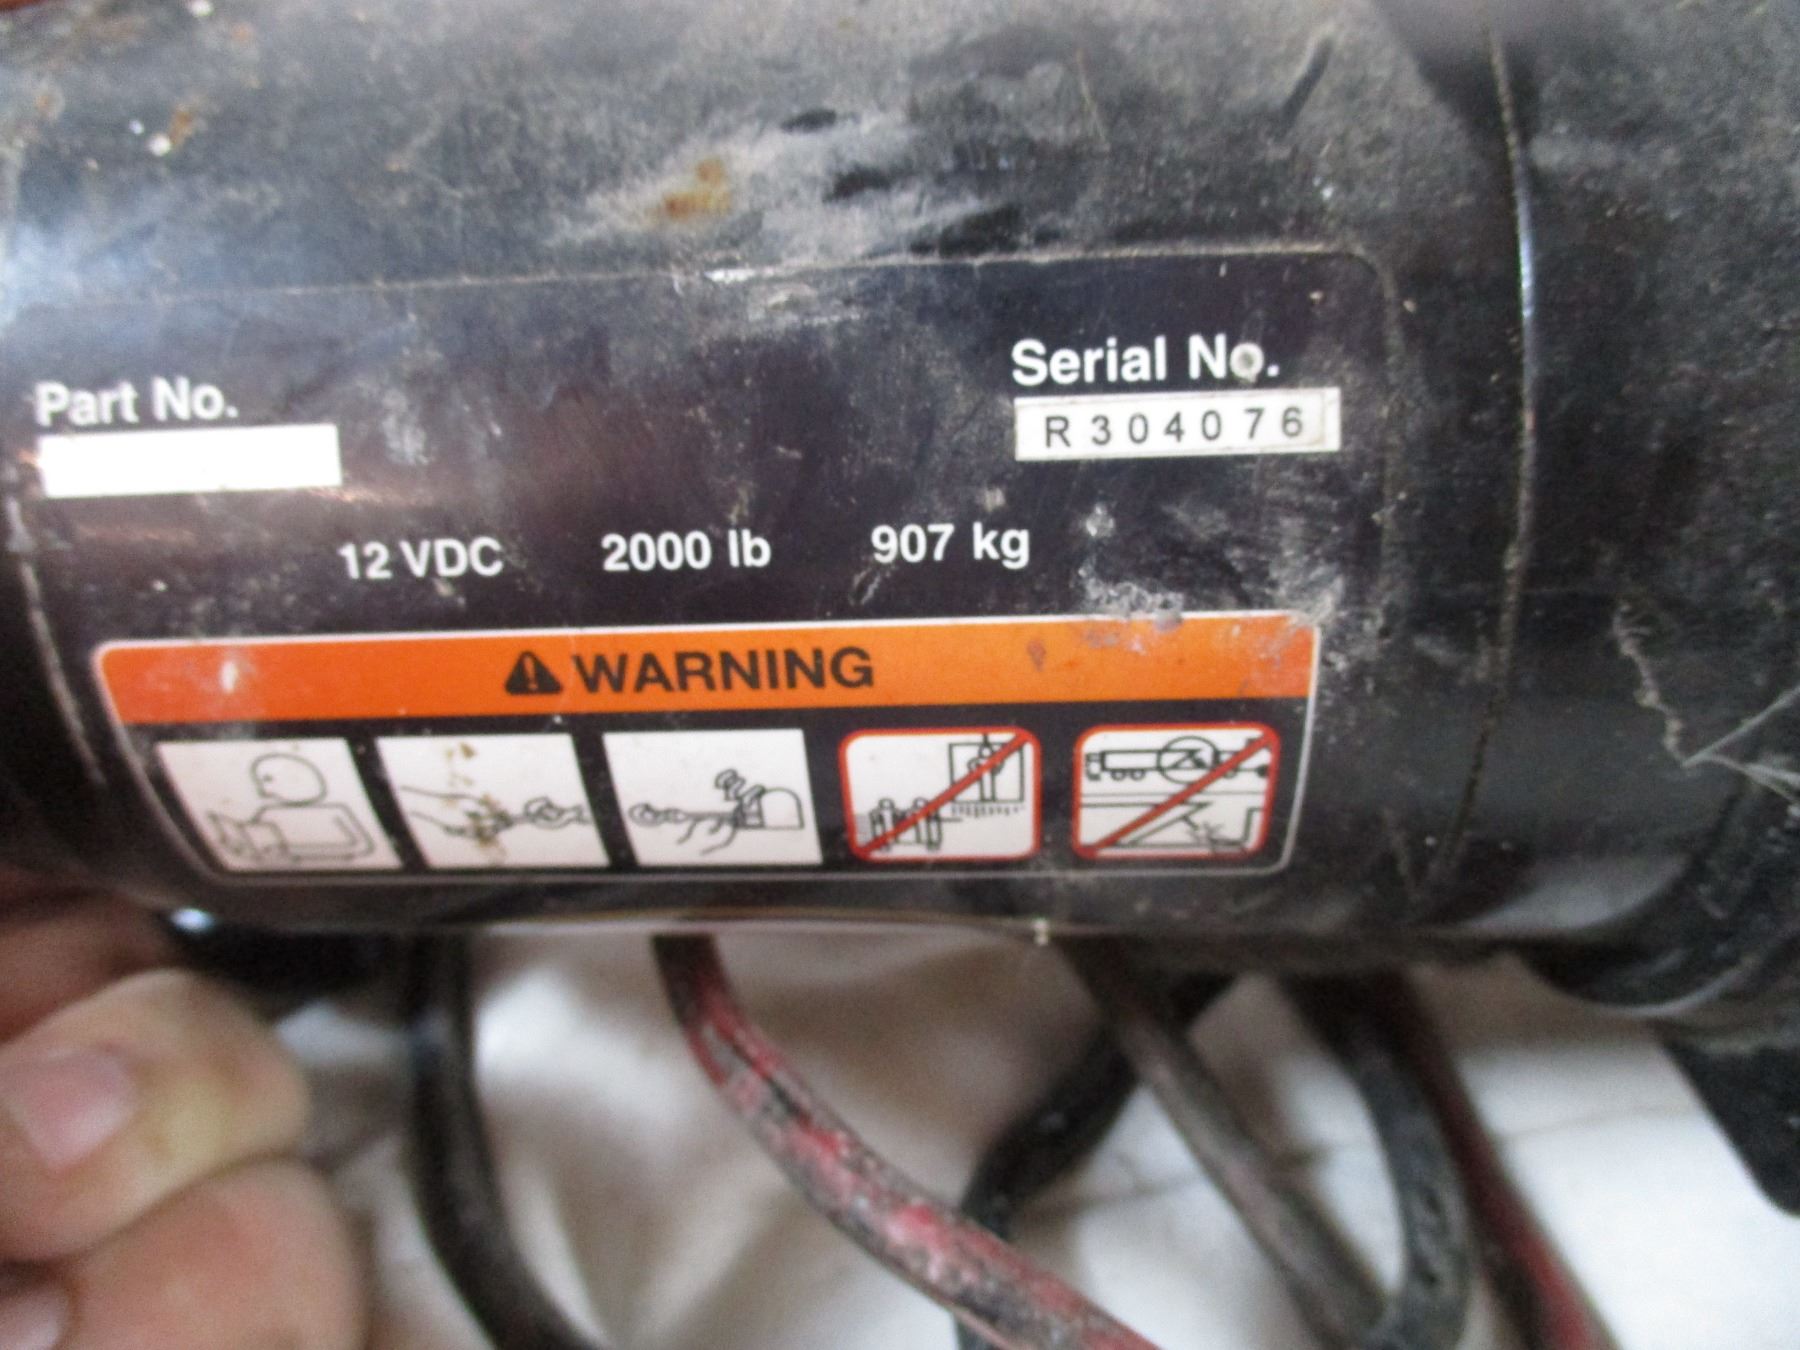 Part No.
Serial No.
R304076
12 VDC 2000 lb 907 kg
WARNING